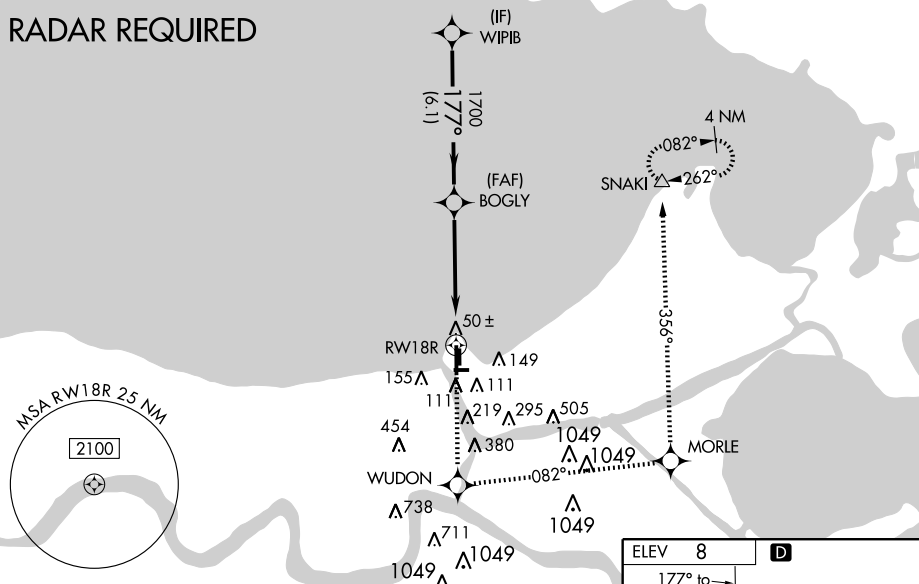 RADAR REQUIRED
(IF)
WIPIB
1700
177°
(6.1)
4 NM
082°
SNAKI
262°
(FAF)
BOGLY
356°
50 ±
RW18R
149
155
111
111
MSA RW18R 25 NM
2100
219
295
505
454
380
1049
1049
MORLE
WUDON
082°
738
1049
711
1049
1049
ELEV 8
D
177° to